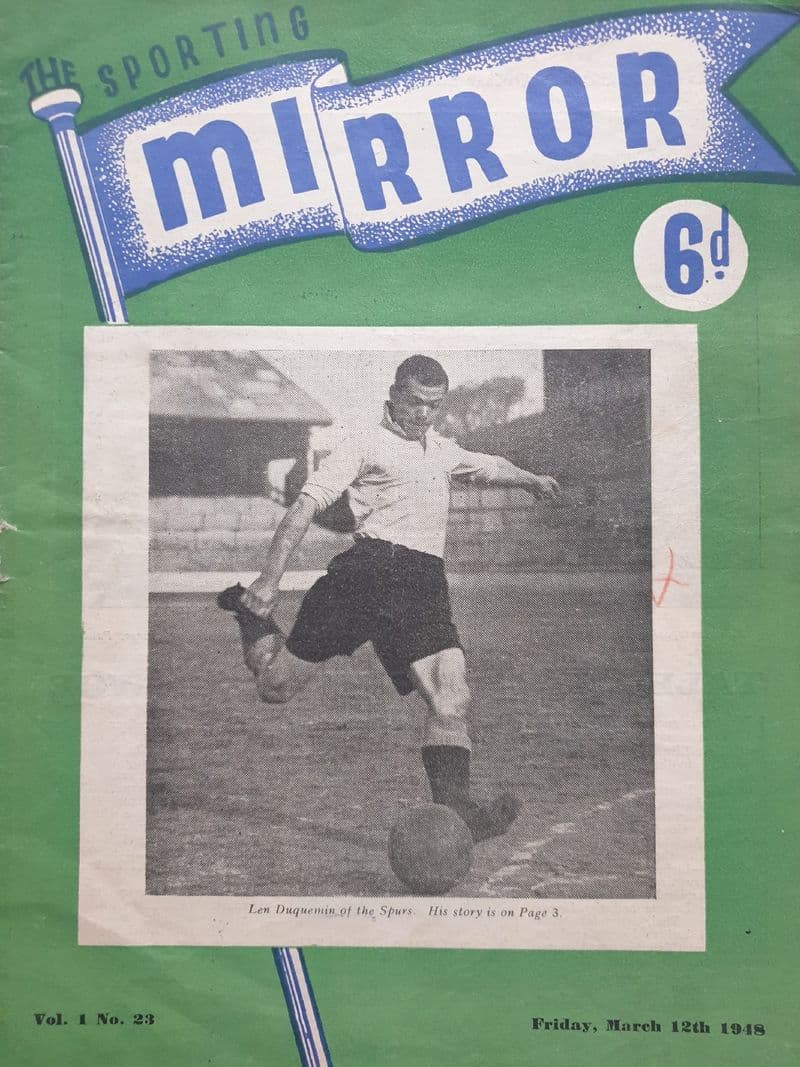 THE SPORTING
MIRROR
6d
Len Duquemin of the Spurs. His story is on Page 3.
Vol. 1 No. 23
Friday, March 12th 1948